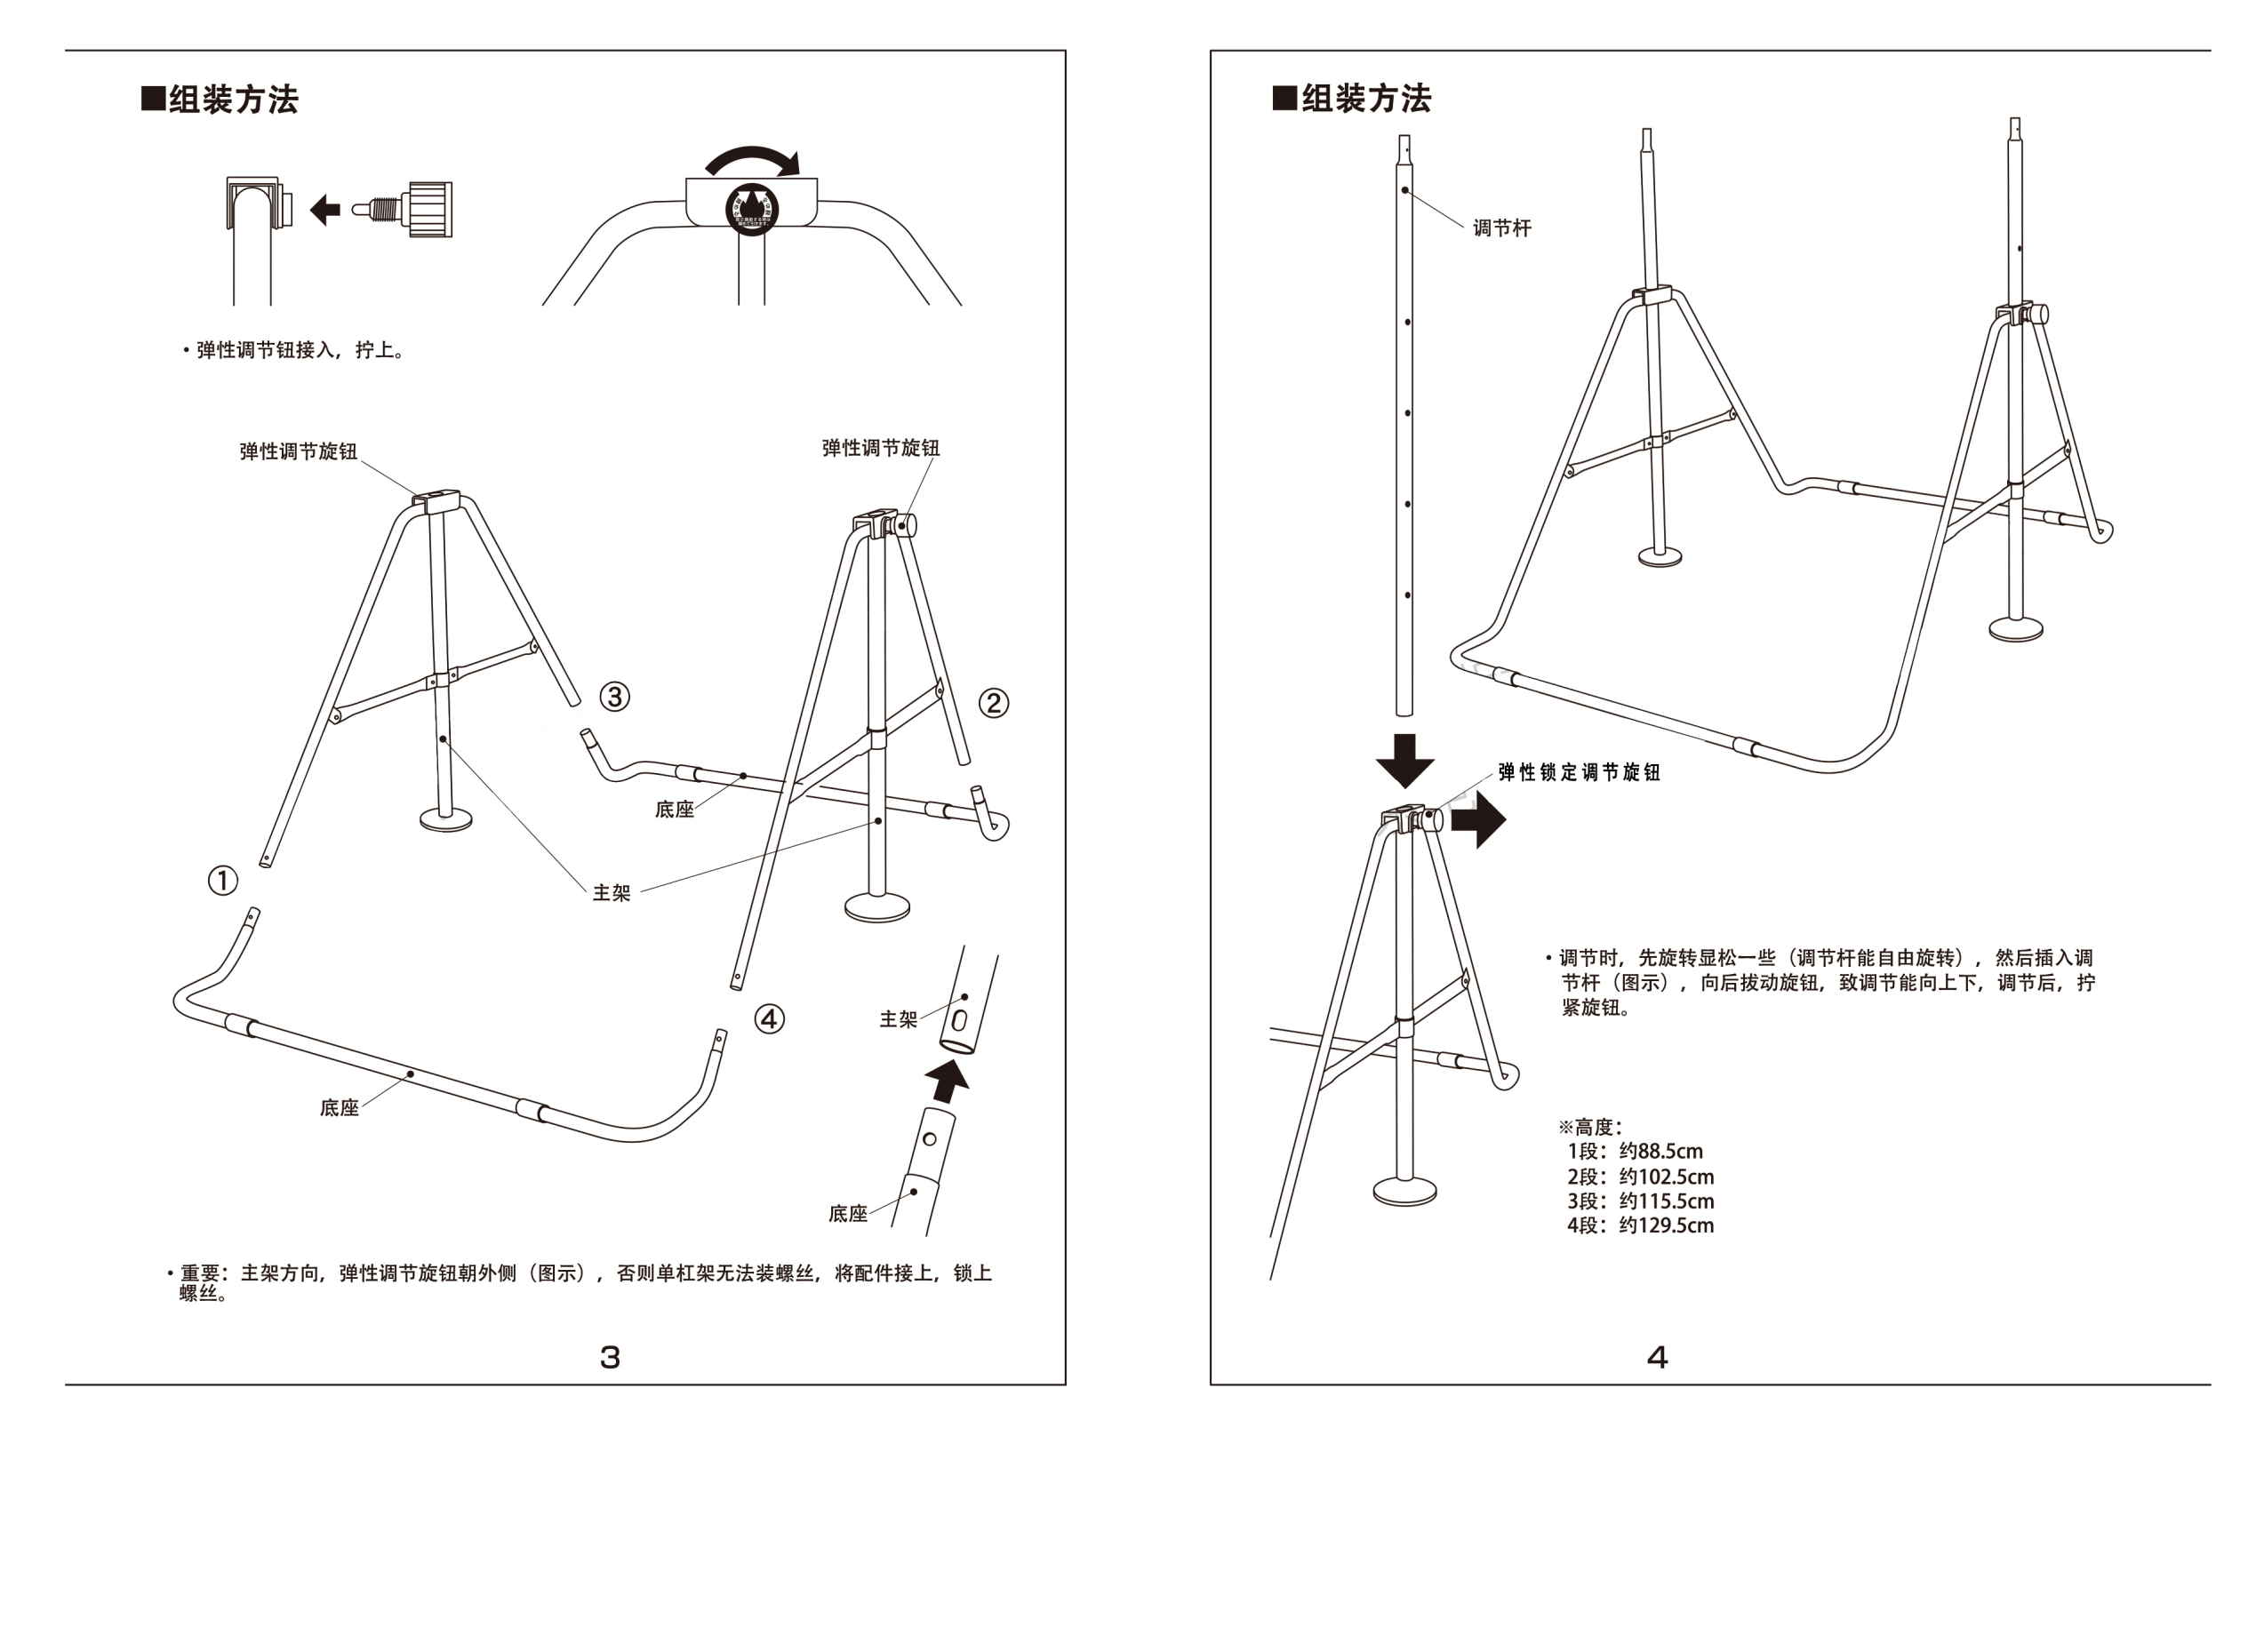 ■组装方法
・弹性调节钮接入，拧上。
弹性调节旋钮
弹性调节旋钮
③
②
底座
主架
①
④
主架
底座
底座
・重要：主架方向，弹性调节旋钮朝外侧（图示），否则单杠架无法装螺丝，将配件接上，锁上
螺丝。
3
■组装方法
调节杆
弹性锁定调节旋钮
・调节时，先旋转显松一些（调节杆能自由旋转），然后插入调
节杆（图示），向后拔动旋钮，致调节能向上下，调节后，拧
紧旋钮。
※高度：
1段：约88.5cm
2段：约102.5cm
3段：约115.5cm
4段：约129.5cm
4